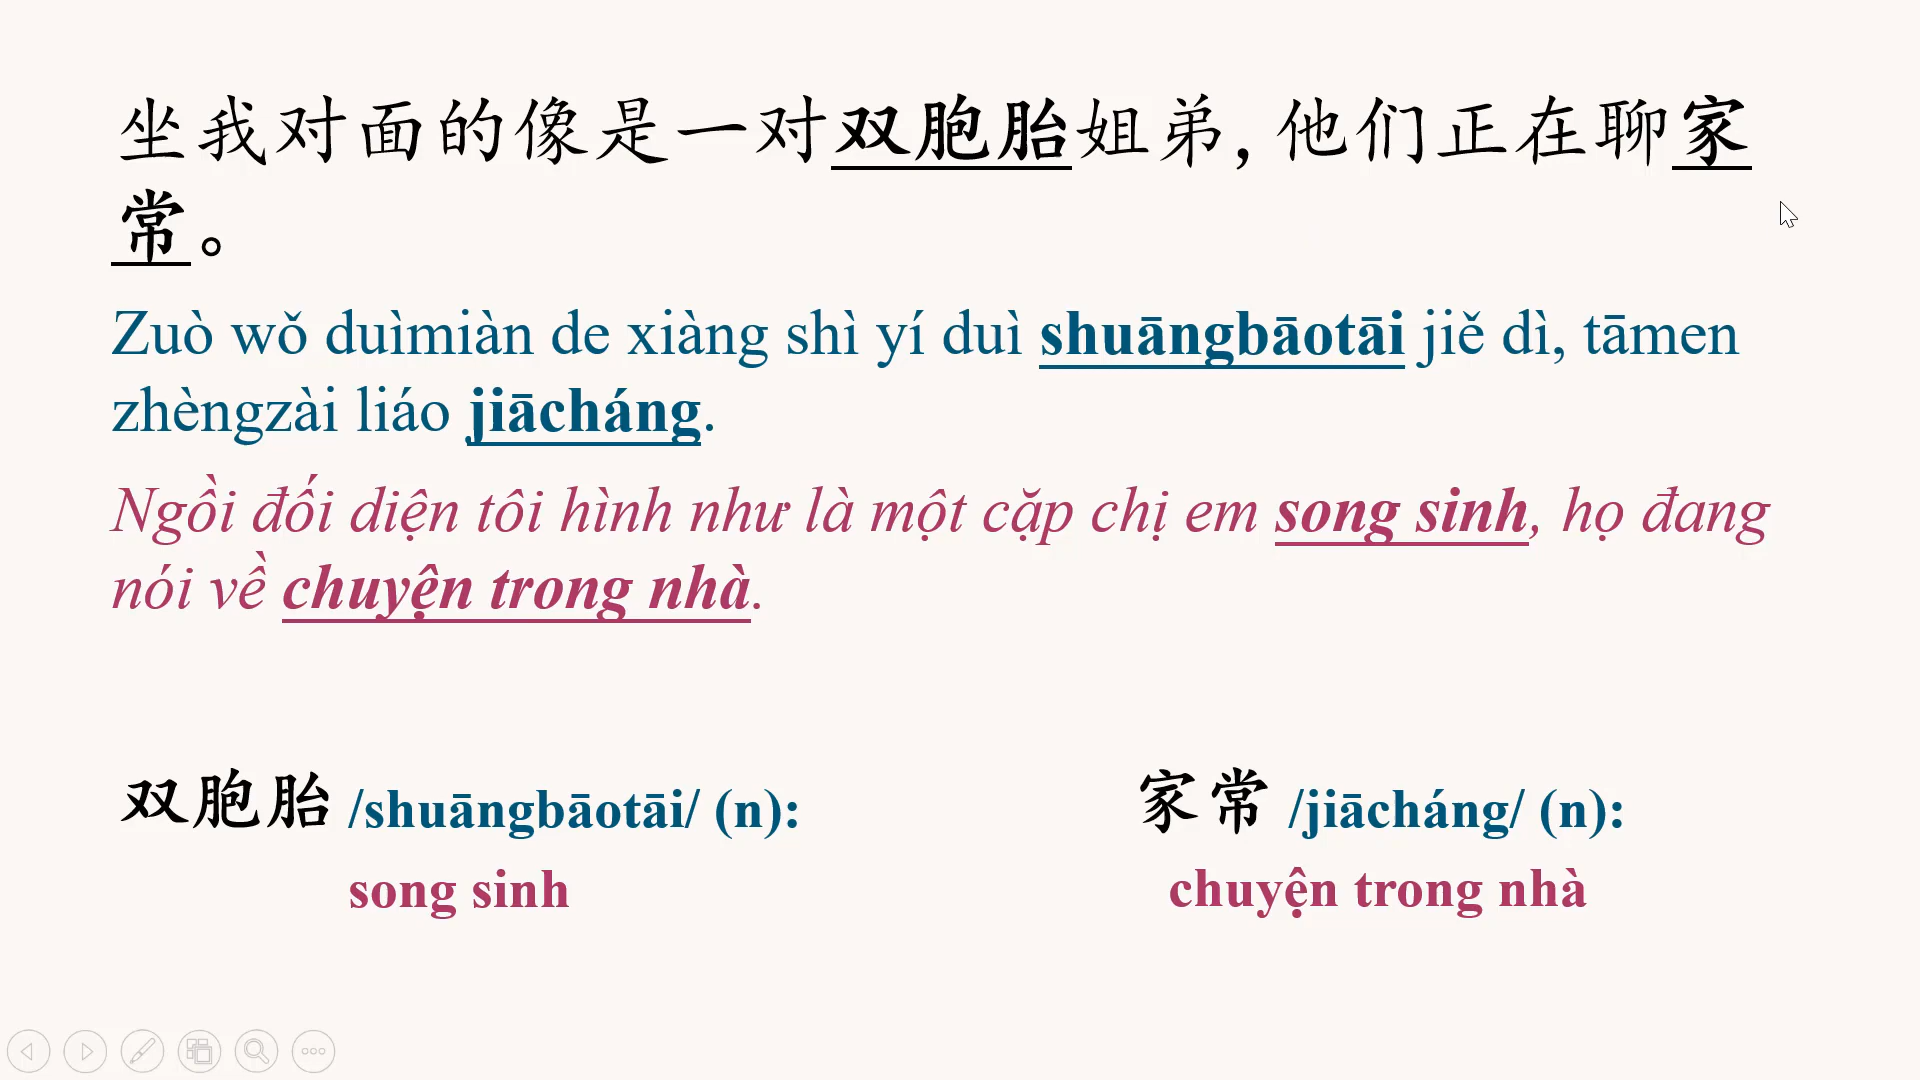 坐我对面的像是一对双胞胎姐弟, 他们正在聊家
常。
Zuò wǒ duìmiàn de xiàng shì yí duì shuāngbāotāi jiě dì, tāmen
zhèngzài liáo jiācháng.
Ngồi đối diện tôi hình như là một cặp chị em song sinh, họ đang
nói về chuyện trong nhà.
双胞胎 /shuāngbāotāi/ (n):
song sinh
家常 /jiācháng/ (n):
chuyện trong nhà